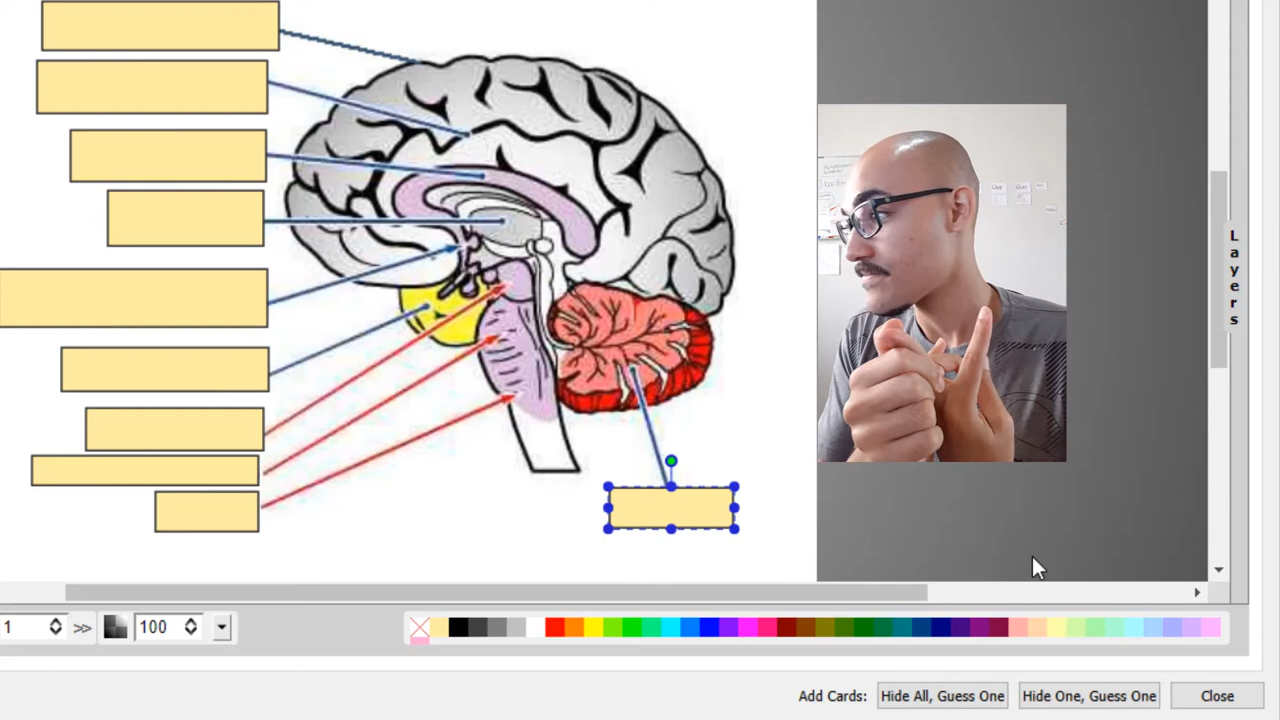 Layers
1
>>
100
Add Cards:
Hide All, Guess One
Hide One, Guess One
Close